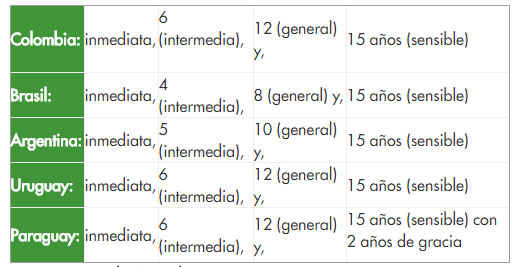 Colombia: inmediata, 6 (intermedia), 12 (general) y, 15 años (sensible)
Brasil: inmediata, 4 (intermedia), 8 (general) y, 15 años (sensible)
Argentina: inmediata, 5 (intermedia), 10 (general) y, 15 años (sensible)
Uruguay: inmediata, 6 (intermedia), 12 (general) y, 15 años (sensible)
Paraguay: inmediata, 6 (intermedia), 12 (general) y, 15 años (sensible) con 2 años de gracia